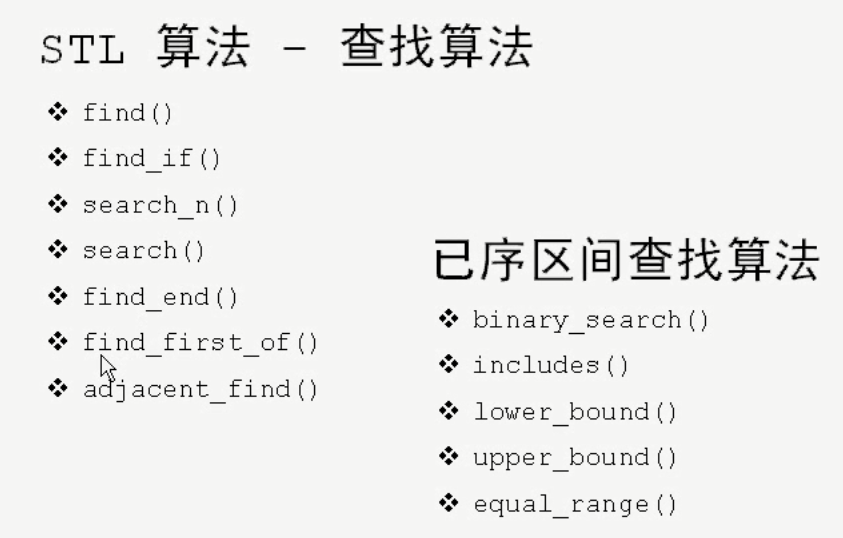 STL 算法 – 查找算法
❖ find()
❖ find_if()
❖ search_n()
❖ search()
❖ find_end()
❖ find_first_of()
❖ adjacent_find()
已序区间查找算法
❖ binary_search()
❖ includes()
❖ lower_bound()
❖ upper_bound()
❖ equal_range()